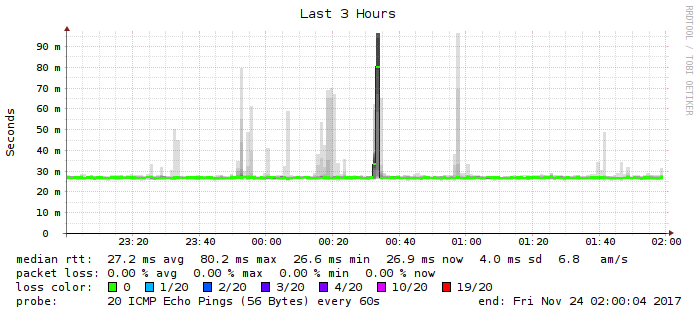 Last 3 Hours
RRDTOOL / TOBI OETIKER
Seconds
90 m
80 m
70 m
60 m
50 m
40 m
30 m
20 m
10 m
0
23:20 23:40 00:00 00:20 00:40 01:00 01:20 01:40 02:00
median rtt: 27.2 ms avg 80.2 ms max 26.6 ms min 26.9 ms now 4.0 ms sd 6.8 am/s
packet loss: 0.00 % avg 0.00 % max 0.00 % min 0.00 % now
loss color: 0 1/20 2/20 3/20 4/20 10/20 19/20
probe: 20 ICMP Echo Pings (56 Bytes) every 60s end: Fri Nov 24 02:00:04 2017